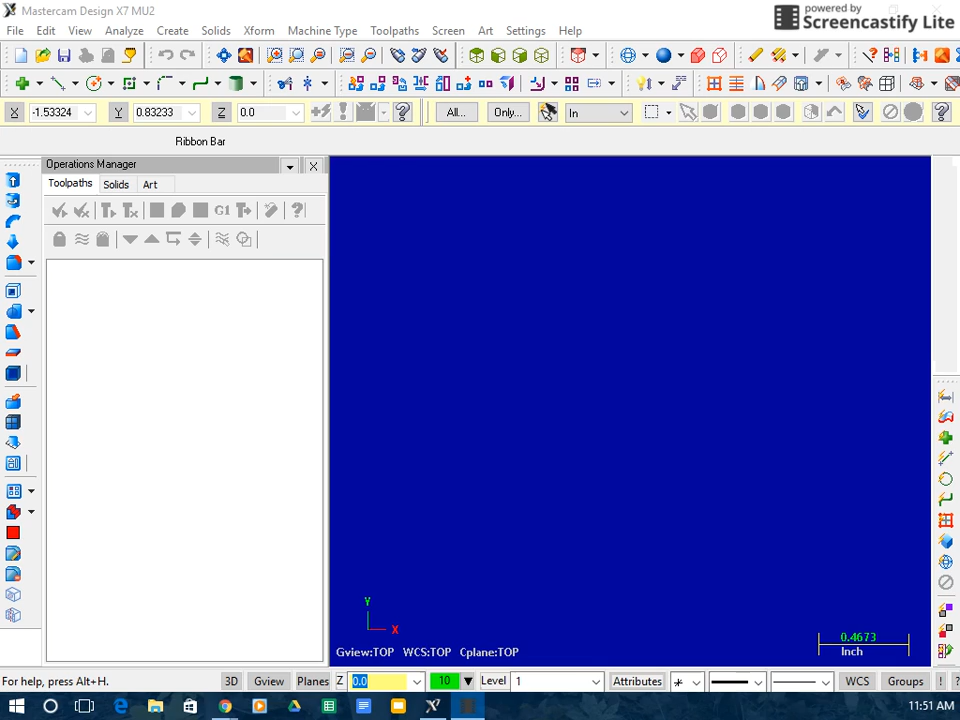 Mastercam Design X7 MU2
powered by
Screencastify Lite
File Edit View Analyze Create Solids Xform Machine Type Toolpaths Screen Art Settings Help
X -1.53324 Y 0.83233 Z 0.0 All... Only... In
Ribbon Bar
Operations Manager
Toolpaths Solids Art
G1
Y
X
Gview:TOP WCS:TOP Cplane:TOP
0.4673
Inch
For help, press Alt+H. 3D Gview Planes Z 0.0 10 Level 1 Attributes WCS Groups ! ?
11:51 AM